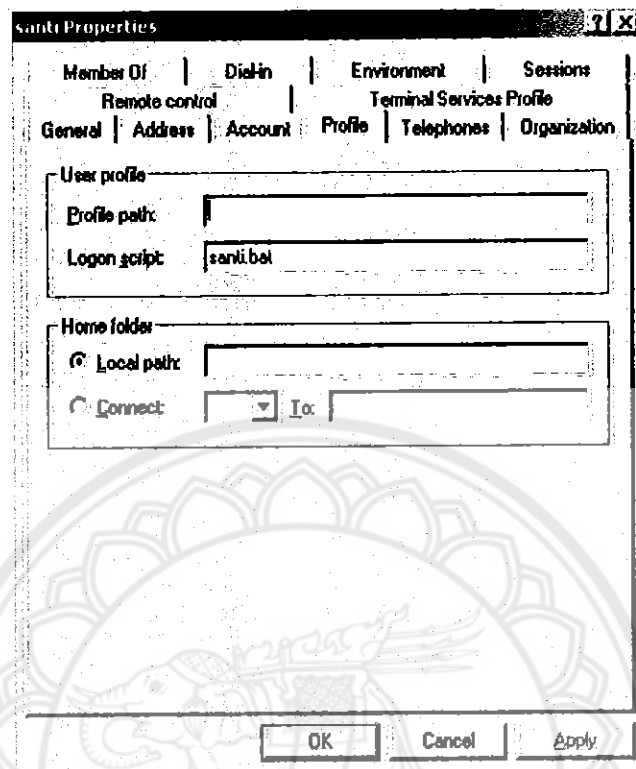 santi Properties
Member Of Dial-in Environment Sessions
Remote control Terminal Services Profile
General Address Account Profile Telephones Organization
User profile
Profile path:
Logon script: santi.bat
Home folder
Local path:
Connect: To:
OK Cancel Apply